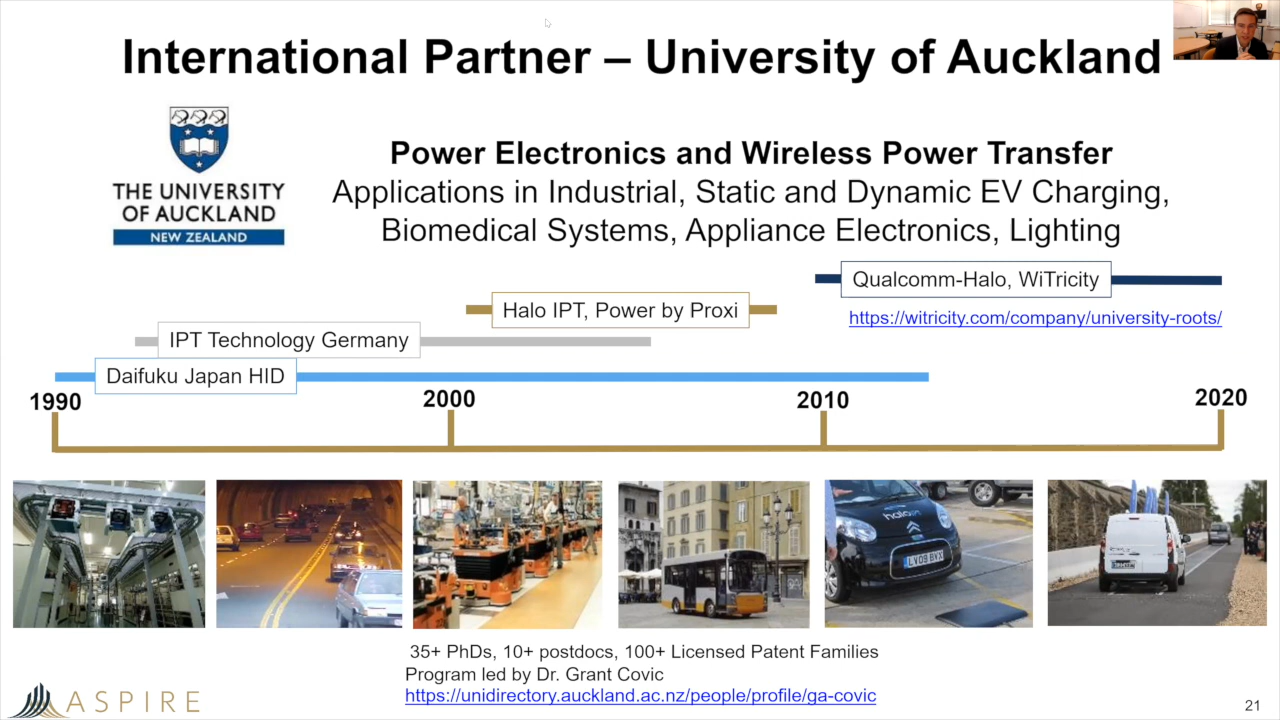 International Partner – University of Auckland
THE UNIVERSITY
OF AUCKLAND
NEW ZEALAND
Power Electronics and Wireless Power Transfer
Applications in Industrial, Static and Dynamic EV Charging,
Biomedical Systems, Appliance Electronics, Lighting
Qualcomm-Halo, WiTricity
Halo IPT, Power by Proxi
https://witricity.com/company/university-roots/
IPT Technology Germany
Daifuku Japan HID
1990
2000
2010
2020
halo
LV09 BVX
35+ PhDs, 10+ postdocs, 100+ Licensed Patent Families
Program led by Dr. Grant Covic
https://unidirectory.auckland.ac.nz/people/profile/ga-covic
ASPIRE
21